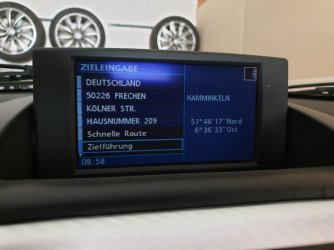 ZIELEINGABE
DEUTSCHLAND
50226 FRECHEN
KÖLNER STR.
HAUSNUMMER 209
Schnelle Route
Zielführung
08:58
HAMMINKELN
51°46'17" Nord
6°36'33" Ost